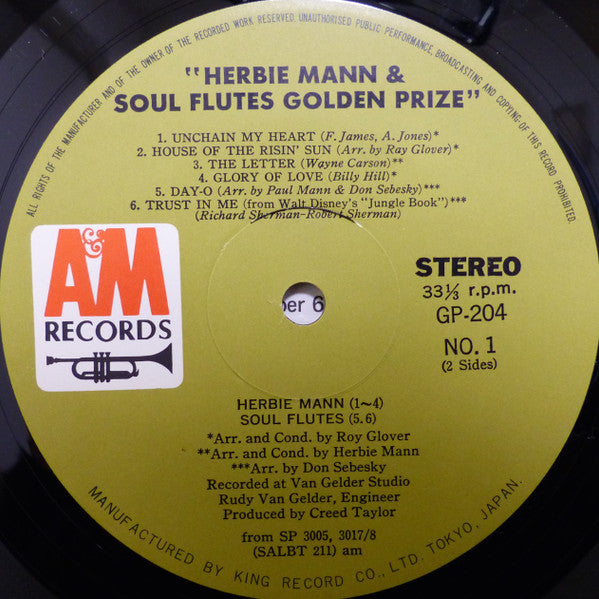 ALL RIGHTS OF THE MANUFACTURER AND OF THE OWNER OF THE RECORDED WORK RESERVED. UNAUTHORISED PUBLIC PERFORMANCE, BROADCASTING AND COPYING OF THIS RECORD PROHIBITED.
"HERBIE MANN &
SOUL FLUTES GOLDEN PRIZE"
1. UNCHAIN MY HEART (F. James, A. Jones)*
2. HOUSE OF THE RISIN' SUN (Arr. by Ray Glover)*
3. THE LETTER (Wayne Carson)**
4. GLORY OF LOVE (Billy Hill)*
5. DAY-O (Arr. by Paul Mann & Don Sebesky)***
6. TRUST IN ME (from Walt Disney's "Jungle Book")***
(Richard Sherman-Robert Sherman)
A&M
RECORDS
STEREO
33⅓ r.p.m.
GP-204
NO. 1
(2 Sides)
ber 6
HERBIE MANN (1~4)
SOUL FLUTES (5.6)
*Arr. and Cond. by Roy Glover
**Arr. and Cond. by Herbie Mann
***Arr. by Don Sebesky
Recorded at Van Gelder Studio
Rudy Van Gelder, Engineer
Produced by Creed Taylor
from SP 3005, 3017/8
(SALBT 211) am
MANUFACTURED BY KING RECORD CO., LTD. TOKYO, JAPAN.